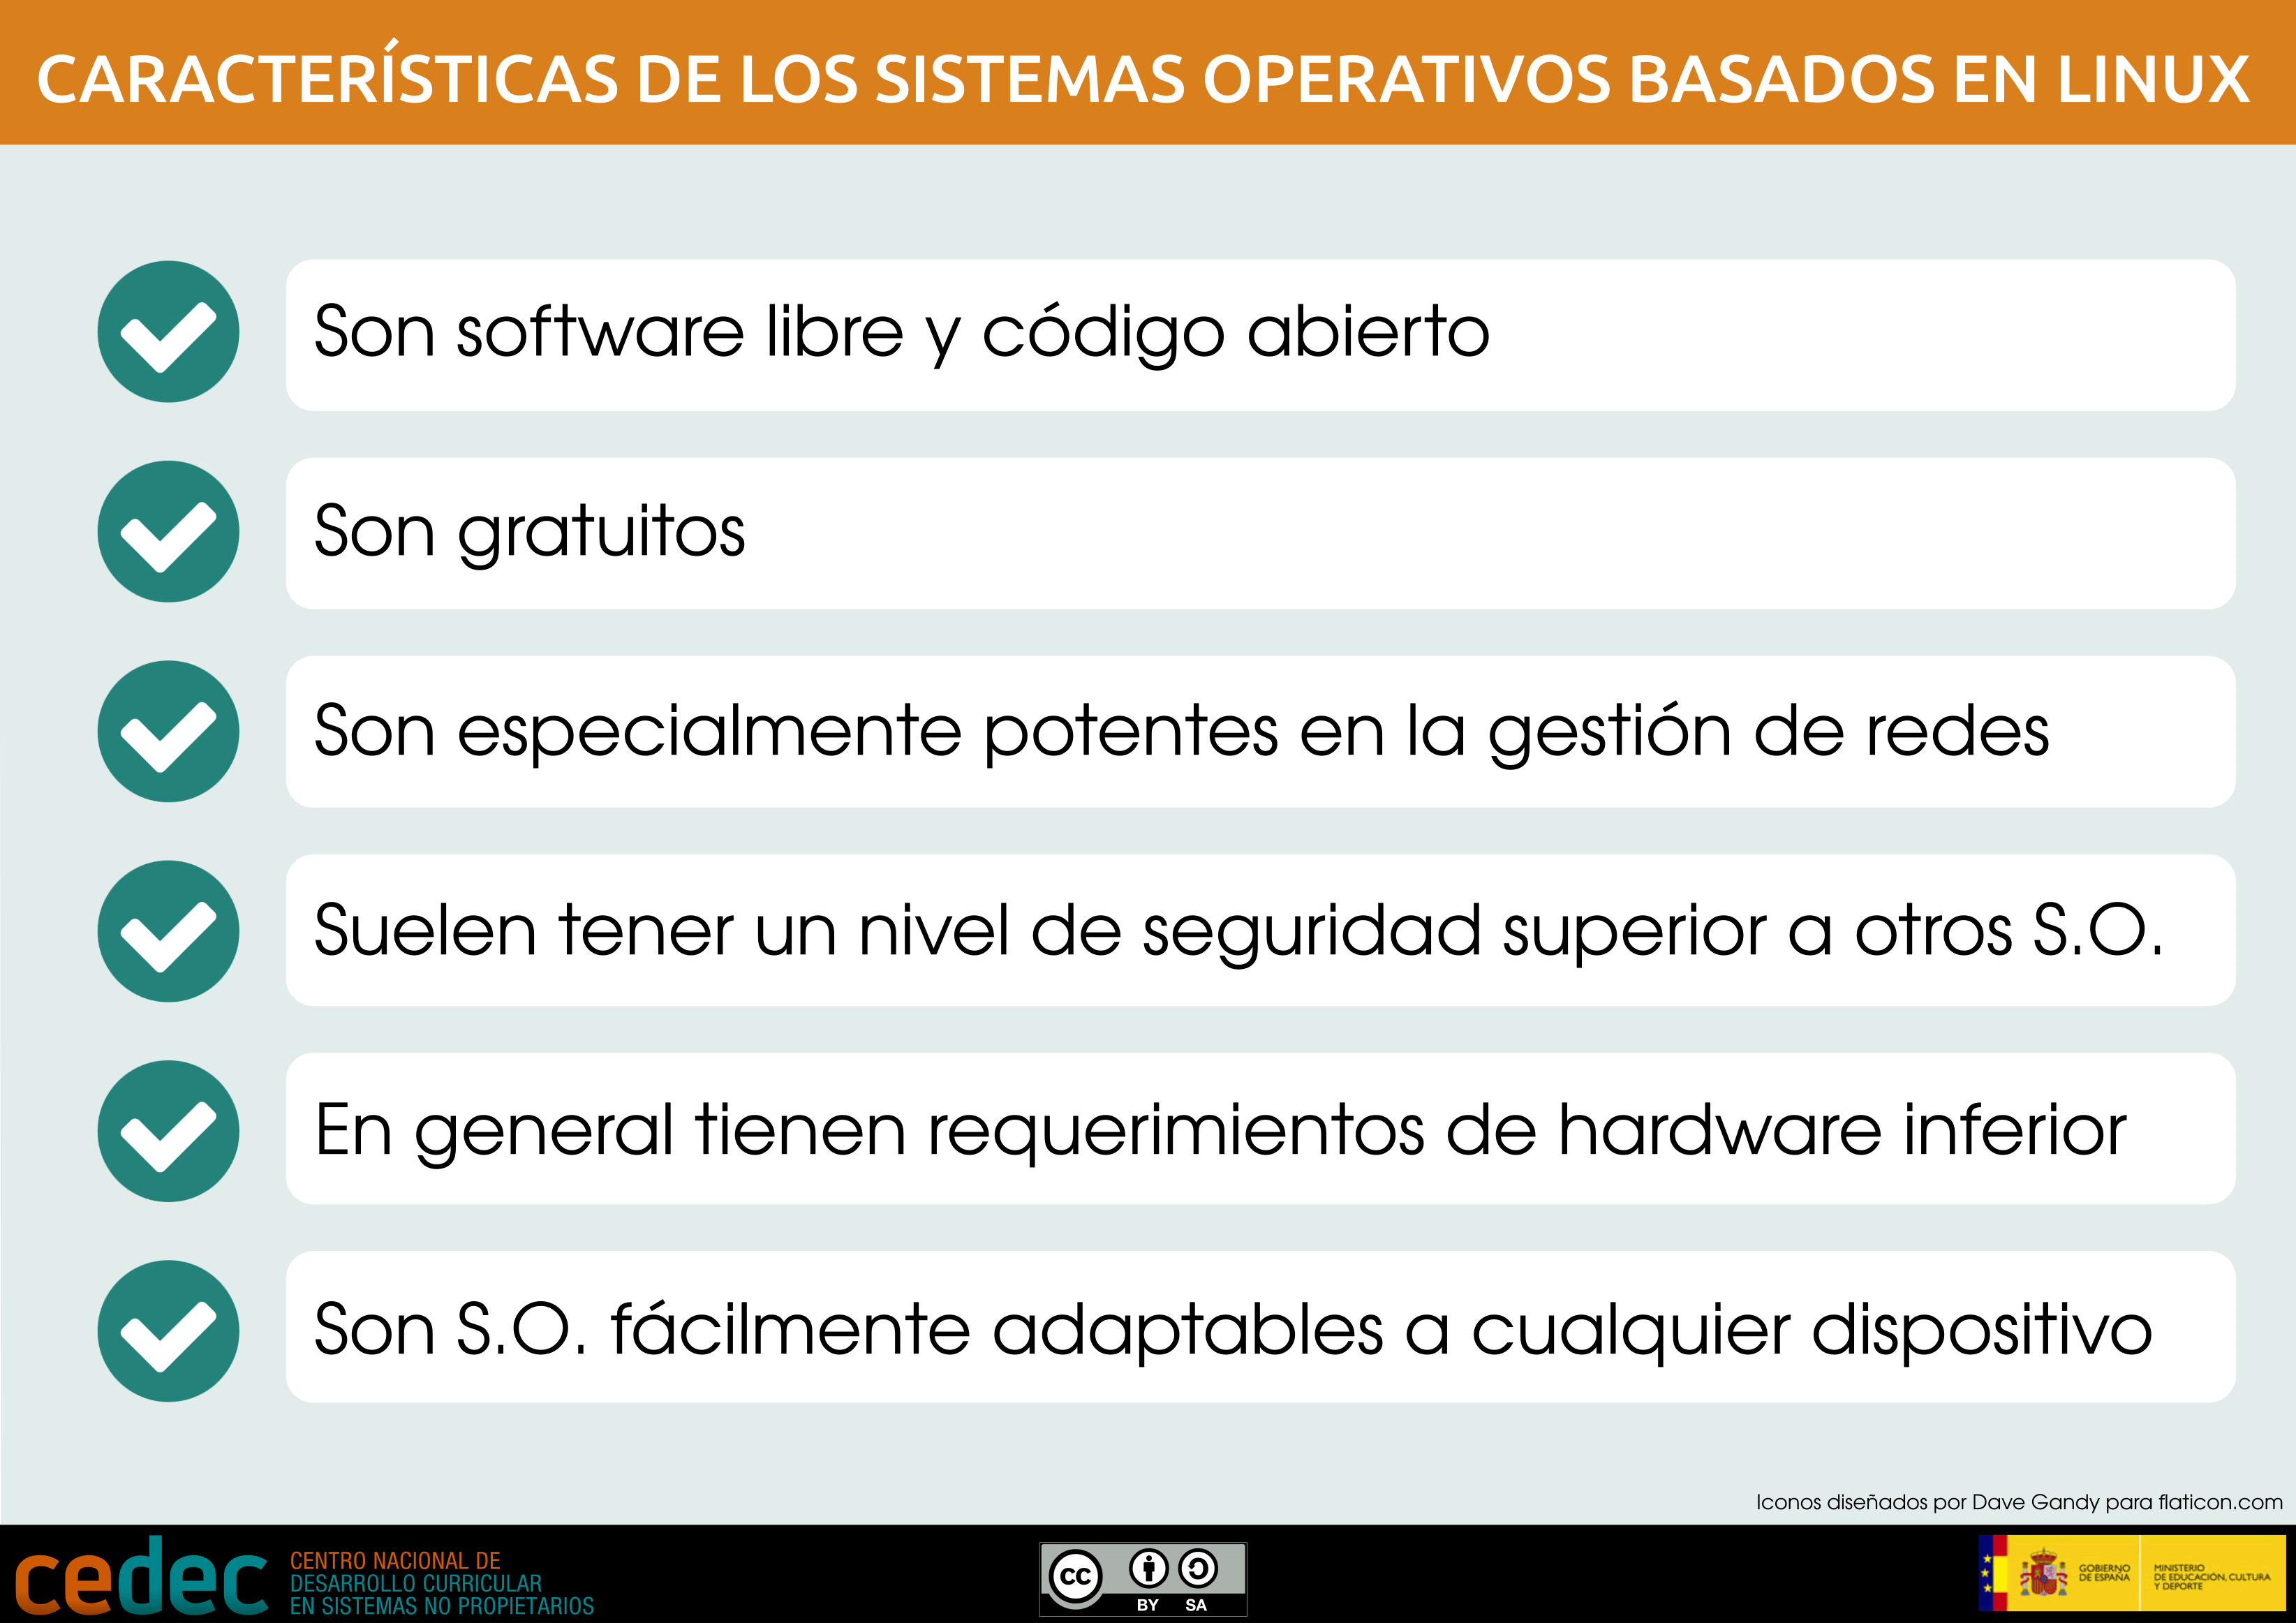 CARACTERÍSTICAS DE LOS SISTEMAS OPERATIVOS BASADOS EN LINUX
Son software libre y código abierto
Son gratuitos
Son especialmente potentes en la gestión de redes
Suelen tener un nivel de seguridad superior a otros S.O.
En general tienen requerimientos de hardware inferior
Son S.O. fácilmente adaptables a cualquier dispositivo
Iconos diseñados por Dave Gandy para flaticon.com
cedec
CENTRO NACIONAL DE
DESARROLLO CURRICULAR
EN SISTEMAS NO PROPIETARIOS
cc
BY SA
GOBIERNO
DE ESPAÑA
MINISTERIO
DE EDUCACIÓN, CULTURA
Y DEPORTE